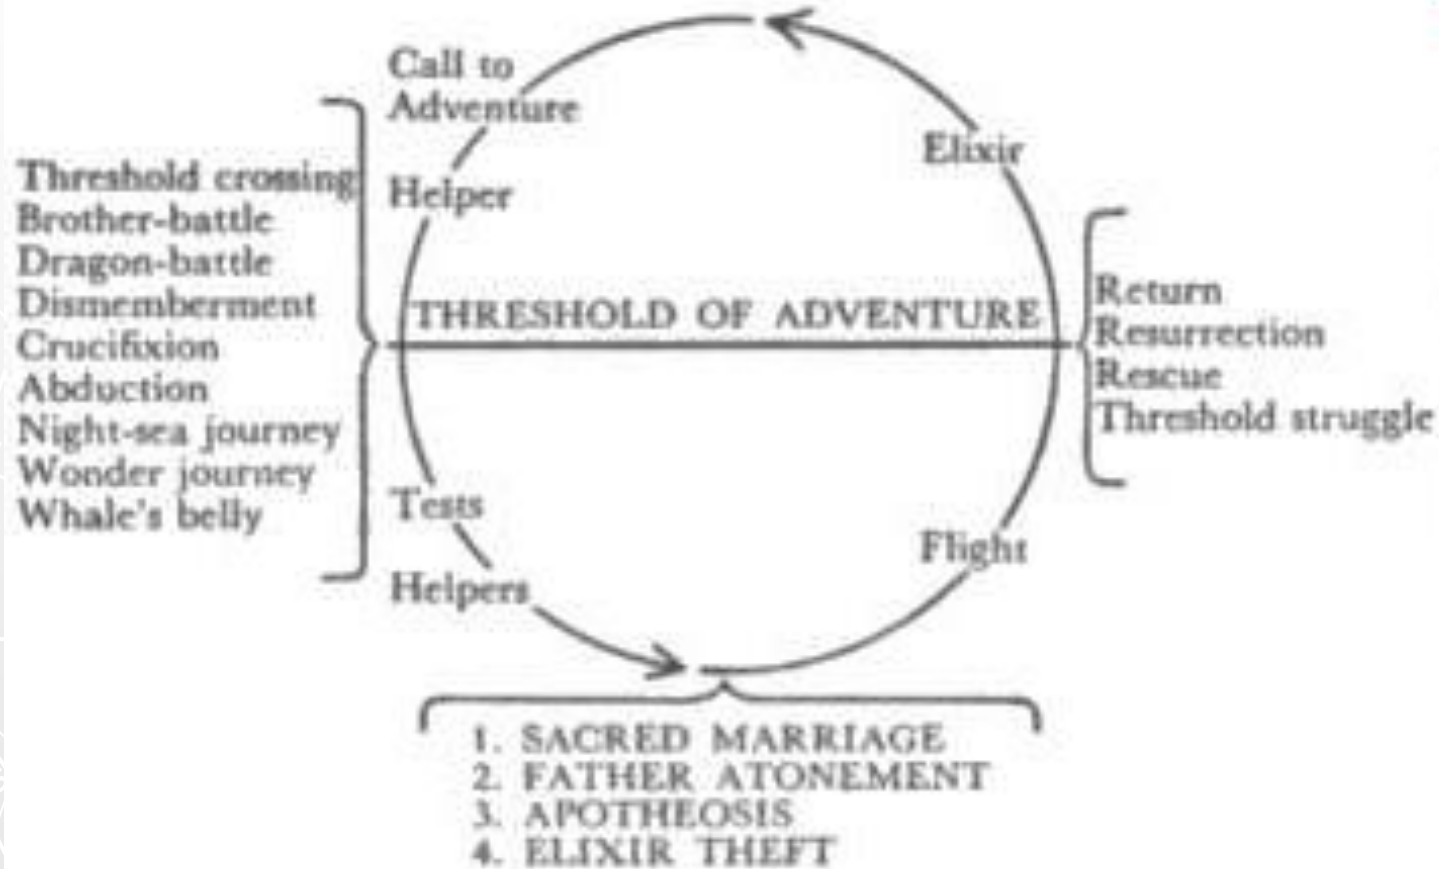 Call to
Adventure
Helper
Threshold crossing
Brother-battle
Dragon-battle
Dismemberment
Crucifixion
Abduction
Night-sea journey
Wonder journey
Whale's belly
THRESHOLD OF ADVENTURE
Elixir
Return
Resurrection
Rescue
Threshold struggle
Tests
Helpers
Flight
1. SACRED MARRIAGE
2. FATHER ATONEMENT
3. APOTHEOSIS
4. ELIXIR THEFT